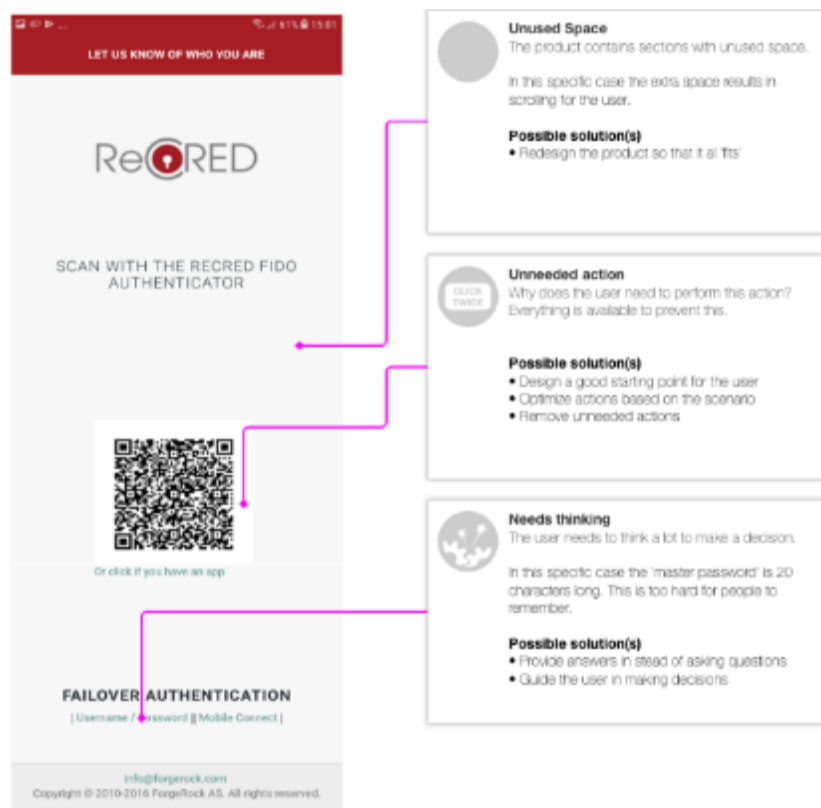 61% 15:01
LET US KNOW OF WHO YOU ARE
ReCRED
SCAN WITH THE RECRED FIDO
AUTHENTICATOR
Or click if you have an app
FAILOVER AUTHENTICATION
| Username / Password || Mobile Connect |
info@forgerock.com
Copyright © 2010-2016 ForgeRock AS. All rights reserved.
Unused Space
The product contains sections with unused space.
In this specific case the extra space results in
scrolling for the user.
Possible solution(s)
• Redesign the product so that it al 'fits'
CLICK
TWICE
Unneeded action
Why does the user need to perform this action?
Everything is available to prevent this.
Possible solution(s)
• Design a good starting point for the user
• Optimize actions based on the scenario
• Remove unneeded actions
Needs thinking
The user needs to think a lot to make a decision.
In this specific case the 'master password' is 20
characters long. This is too hard for people to
remember.
Possible solution(s)
• Provide answers in stead of asking questions
• Guide the user in making decisions